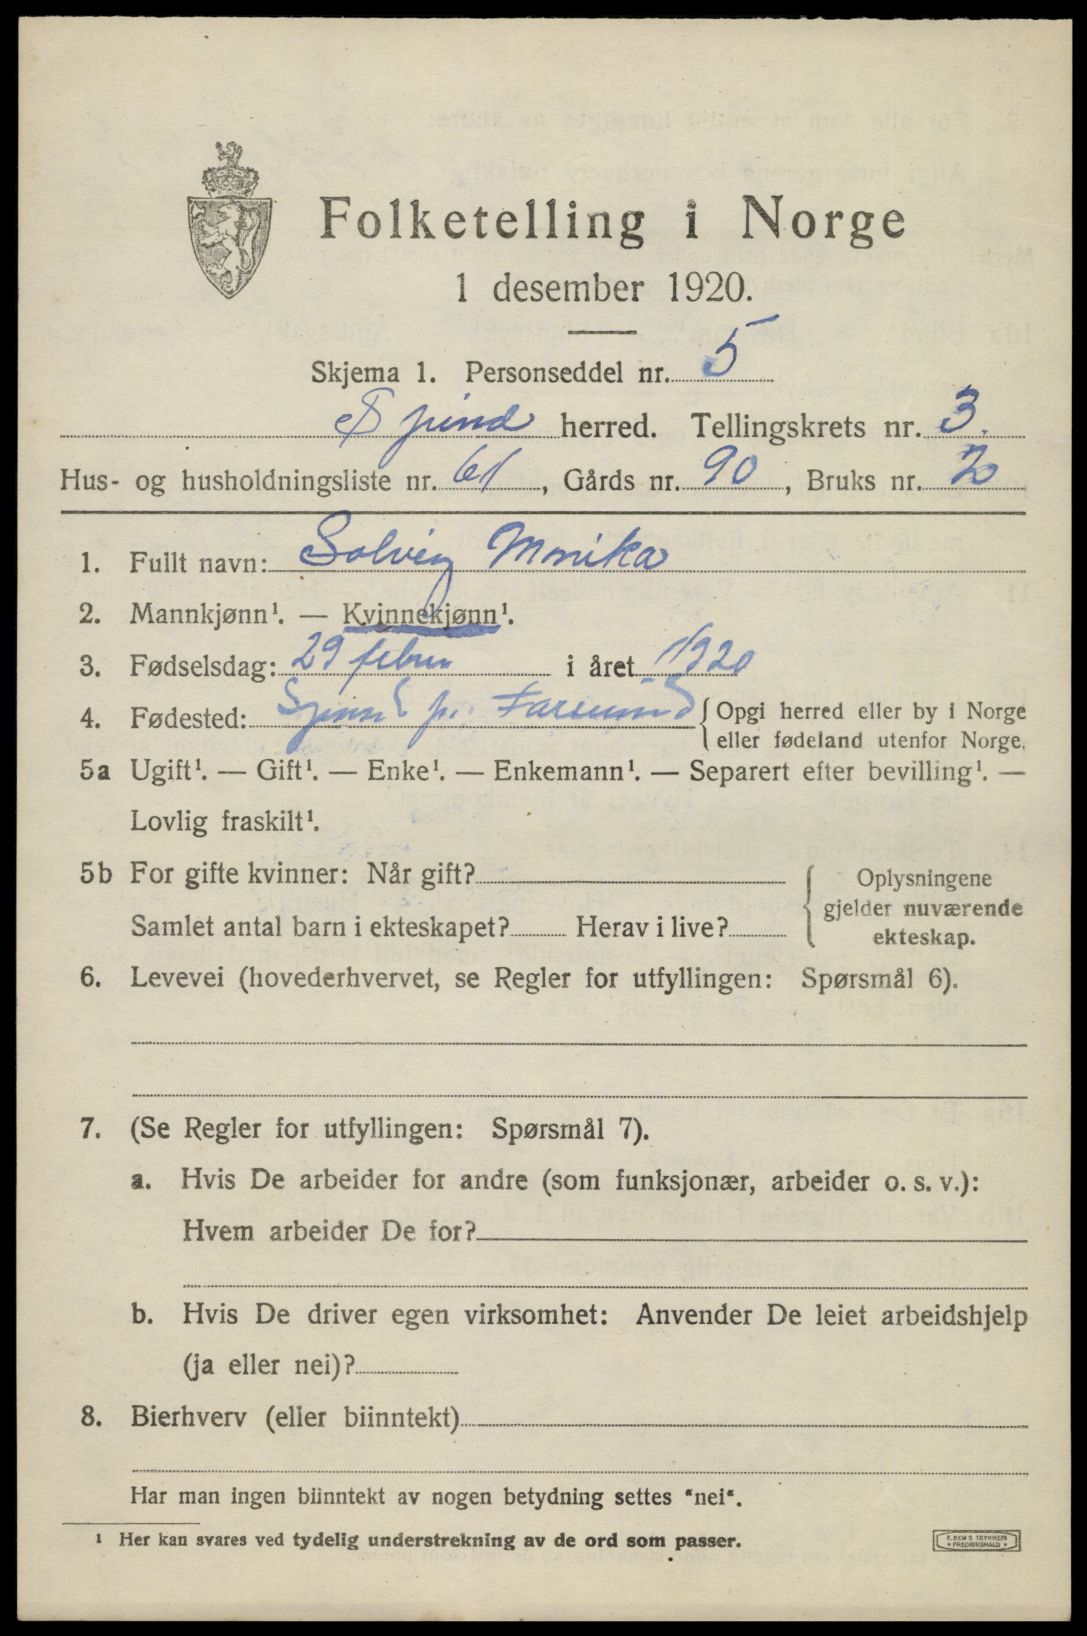 Folketelling i Norge
1 desember 1920.
Skjema 1. Personseddel nr. 5
Spind herred. Tellingskrets nr. 3.
Hus- og husholdningsliste nr. 61, Gårds nr. 90, Bruks nr. 20
1. Fullt navn: Solveig Monika
2. Mannkjønn¹. — Kvinnekjønn¹.
3. Fødselsdag: 29 febru i året 1920
4. Fødested: Spind pr. Farsund { Opgi herred eller by i Norge
eller fødeland utenfor Norge.
5a Ugift¹. — Gift¹. — Enke¹. — Enkemann¹. — Separert efter bevilling¹. —
Lovlig fraskilt¹.
5b For gifte kvinner: Når gift? { Oplysningene
gjelder nuværende
Samlet antal barn i ekteskapet? Herav i live? ekteskap.
6. Levevei (hovederhvervet, se Regler for utfyllingen: Spørsmål 6).
7. (Se Regler for utfyllingen: Spørsmål 7).
a. Hvis De arbeider for andre (som funksjonær, arbeider o. s. v.):
Hvem arbeider De for?
b. Hvis De driver egen virksomhet: Anvender De leiet arbeidshjelp
(ja eller nei)?
8. Bierhverv (eller biinntekt)
Har man ingen biinntekt av nogen betydning settes "nei".
¹ Her kan svares ved tydelig understrekning av de ord som passer.
E. SEM'S TRYKKERI
• FREDRIKSHALD •